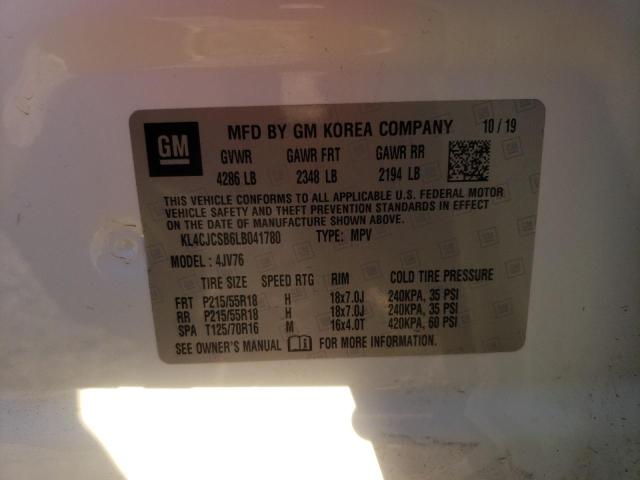 GM MFD BY GM KOREA COMPANY 10/19
GVWR GAWR FRT GAWR RR
4286 LB 2348 LB 2194 LB
THIS VEHICLE CONFORMS TO ALL APPLICABLE U.S. FEDERAL MOTOR
VEHICLE SAFETY AND THEFT PREVENTION STANDARDS IN EFFECT
ON THE DATE OF MANUFACTURE SHOWN ABOVE.
KL4CJCSB6LB041780 TYPE: MPV
MODEL: 4JV76
TIRE SIZE SPEED RTG RIM COLD TIRE PRESSURE
FRT P215/55R18 H 18x7.0J 240KPA, 35 PSI
RR P215/55R18 H 18x7.0J 240KPA, 35 PSI
SPA T125/70R16 M 16x4.0T 420KPA, 60 PSI
SEE OWNER'S MANUAL FOR MORE INFORMATION.